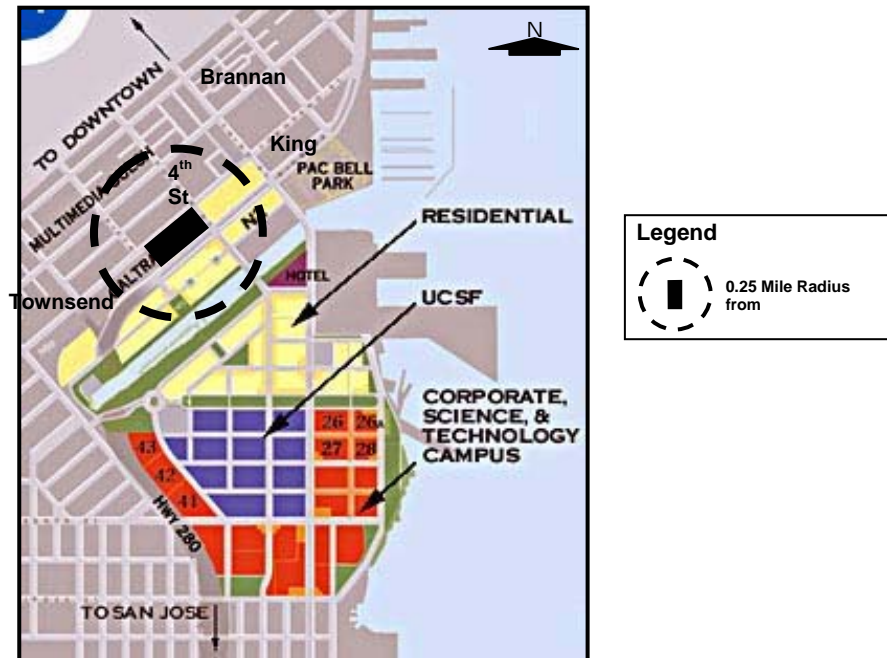 N
Brannan
TO DOWNTOWN
King
PAC BELL
PARK
4th
St
MULTIMEDIA GULCH
RESIDENTIAL
Legend
0.25 Mile Radius
from
HOTEL
Townsend
UCSF
CORPORATE,
SCIENCE, &
TECHNOLOGY
CAMPUS
26 26A
27 28
43
42
41
HWY 280
TO SAN JOSE